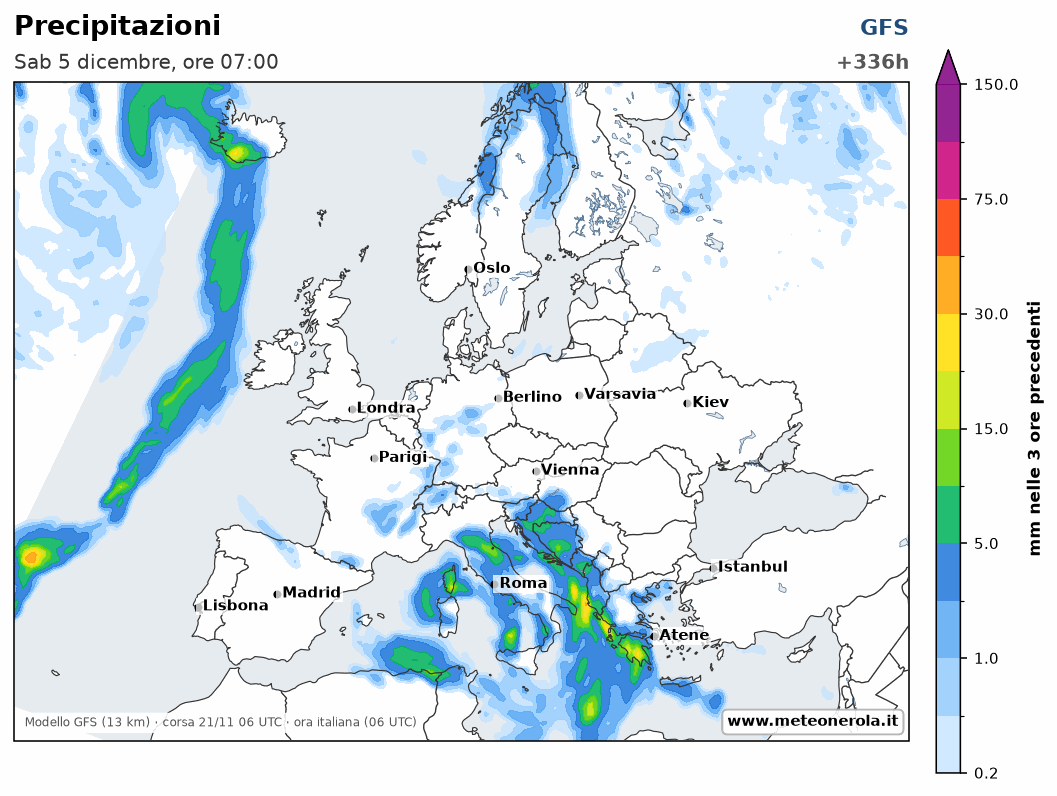 Precipitazioni
GFS
Sab 5 dicembre, ore 07:00
+336h
150.0
75.0
30.0
15.0
5.0
1.0
0.2
mm nelle 3 ore precedenti
Oslo
Berlino
Varsavia
Kiev
Londra
Parigi
Vienna
Istanbul
Roma
Madrid
Lisbona
Atene
Modello GFS (13 km) · corsa 21/11 06 UTC · ora italiana (06 UTC)
www.meteonerola.it